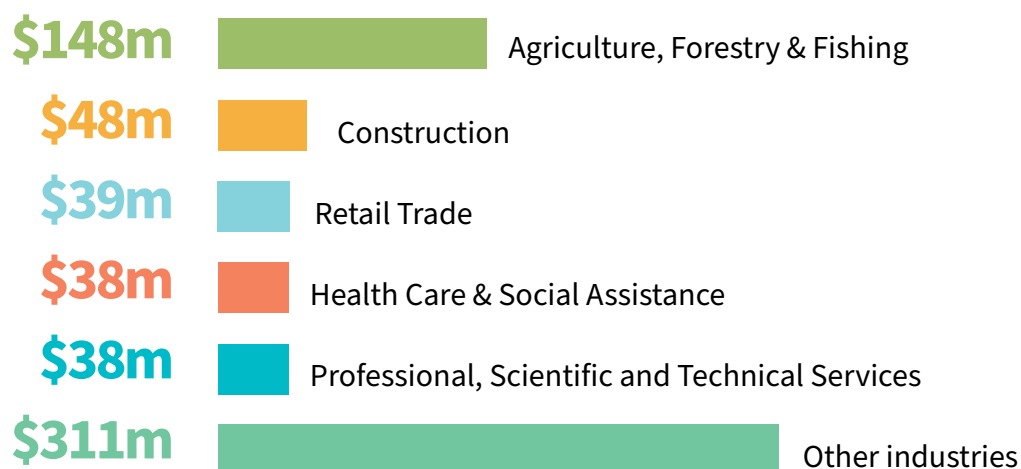 $148m Agriculture, Forestry & Fishing
$48m Construction
$39m Retail Trade
$38m Health Care & Social Assistance
$38m Professional, Scientific and Technical Services
$311m Other industries